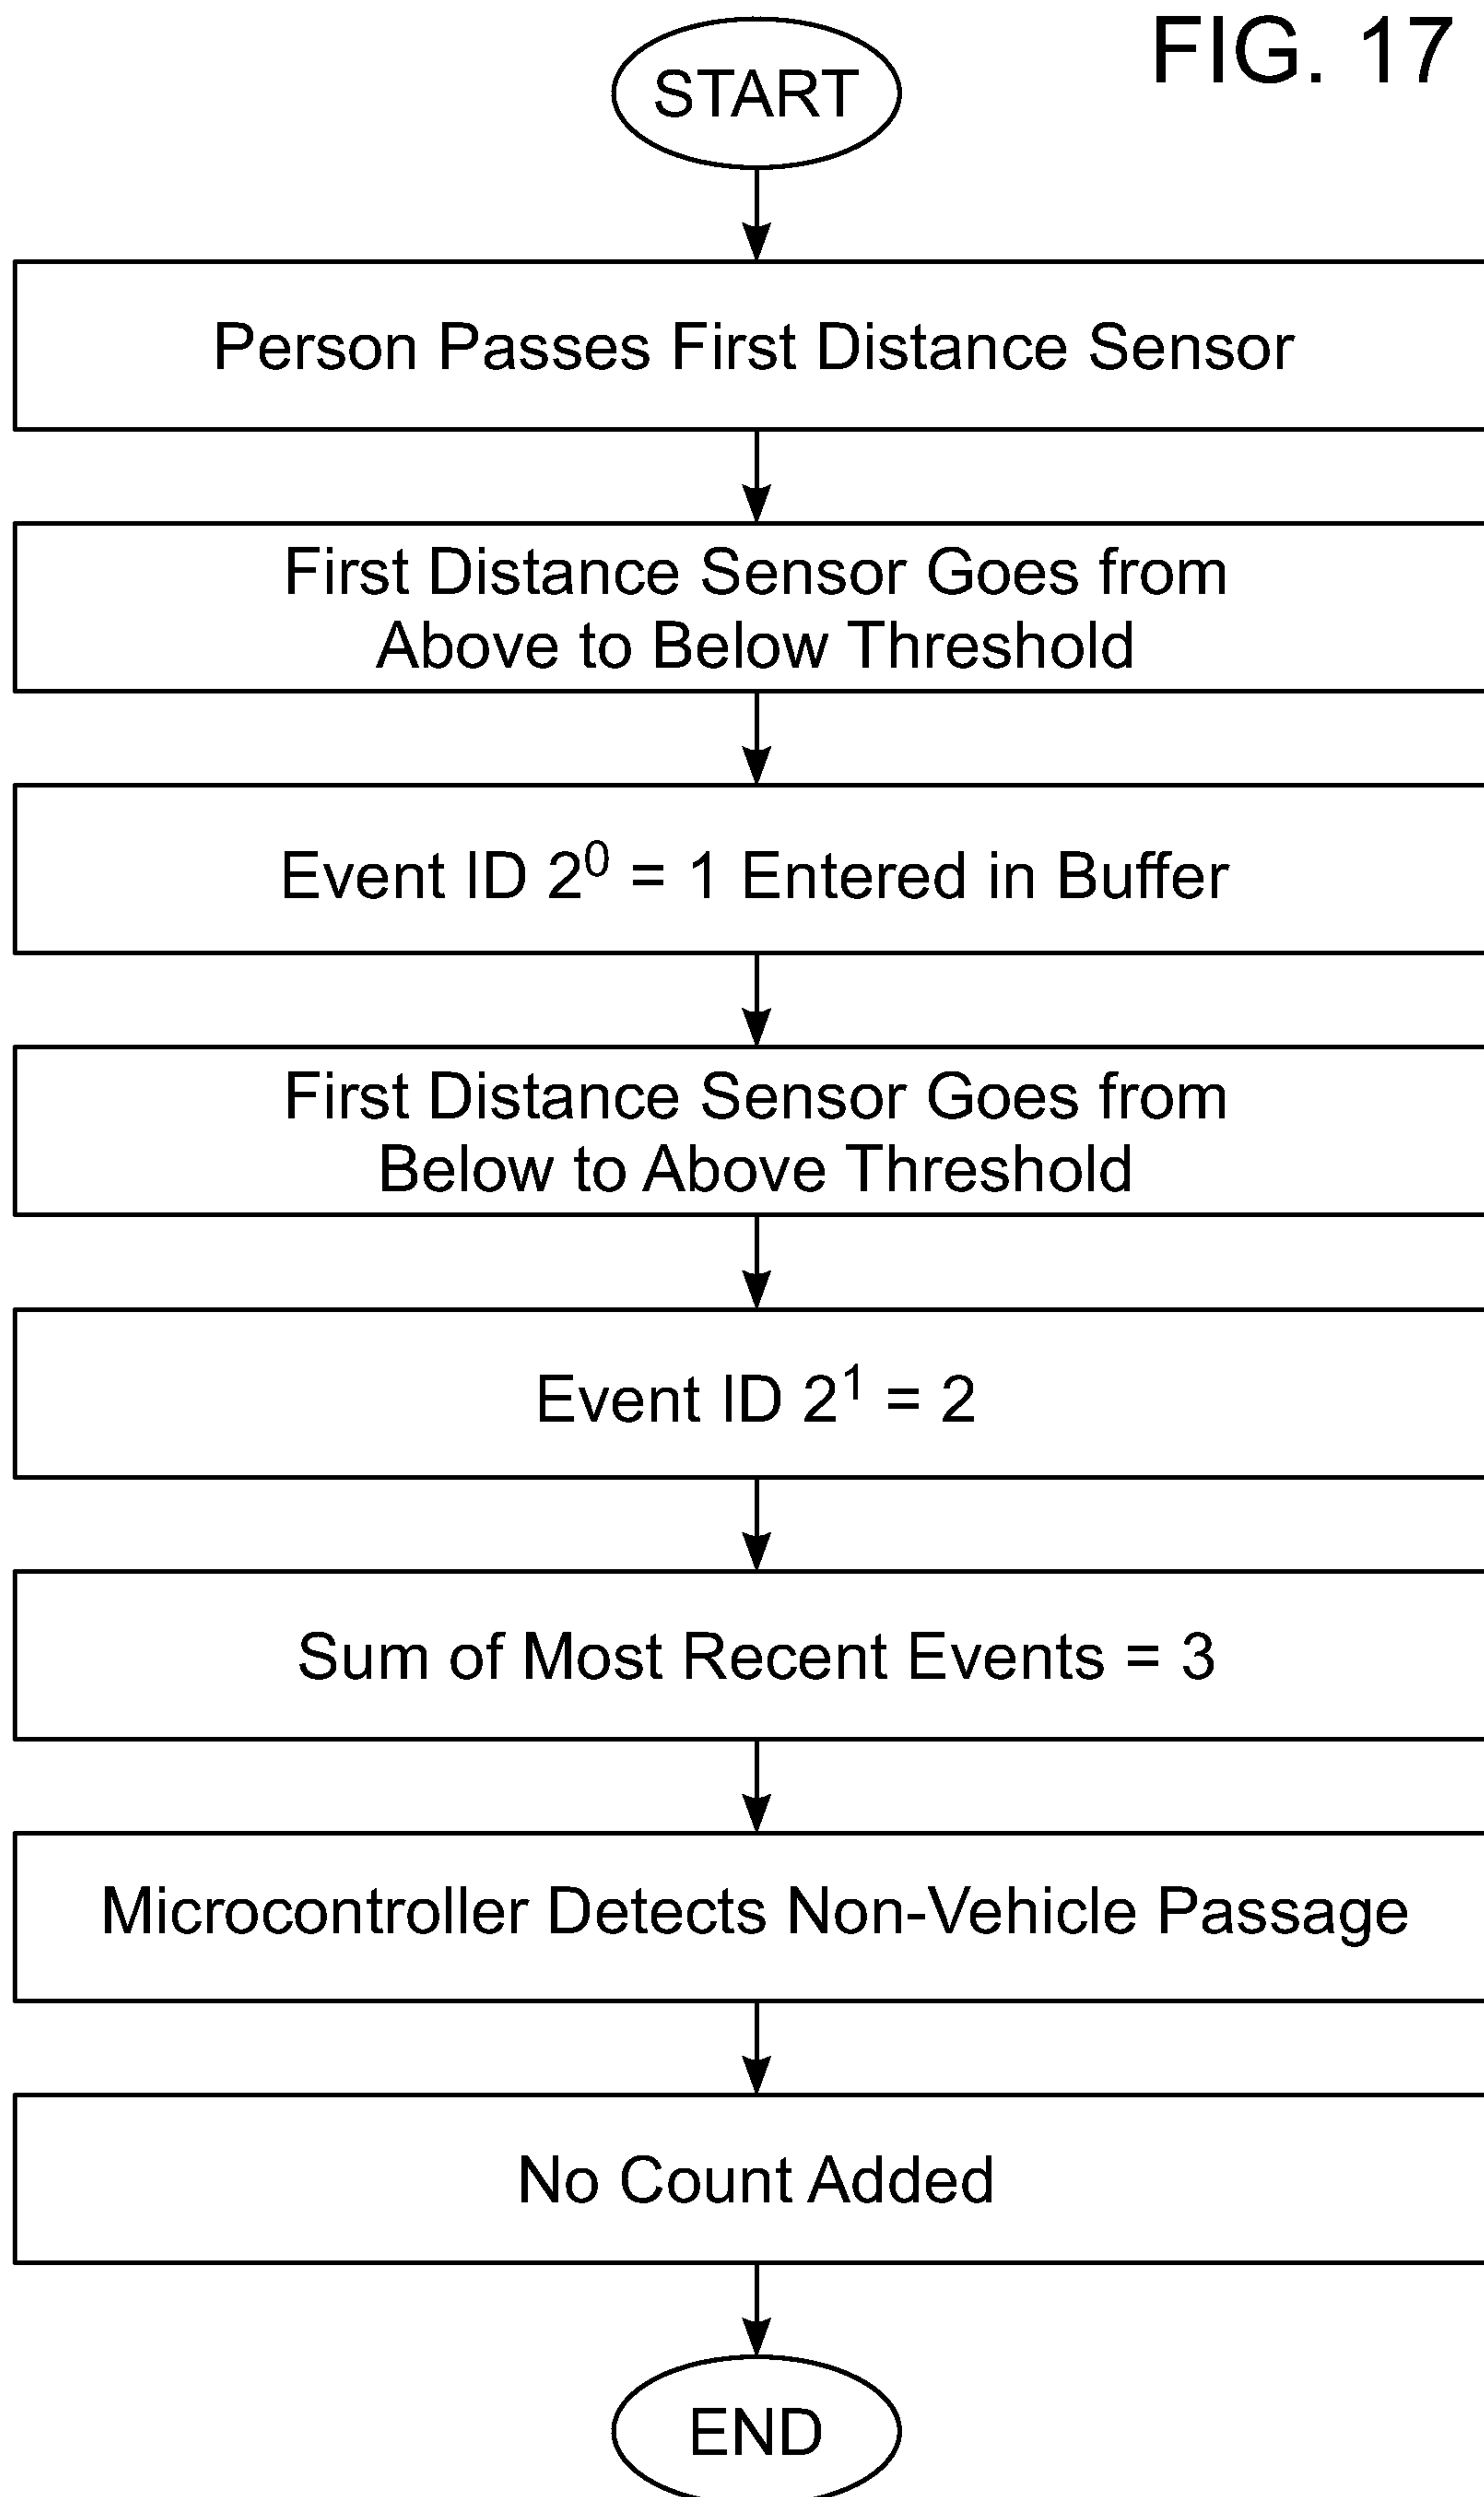 FIG. 17
START
Person Passes First Distance Sensor
First Distance Sensor Goes from
Above to Below Threshold
Event ID 2⁰ = 1 Entered in Buffer
First Distance Sensor Goes from
Below to Above Threshold
Event ID 2¹ = 2
Sum of Most Recent Events = 3
Microcontroller Detects Non-Vehicle Passage
No Count Added
END